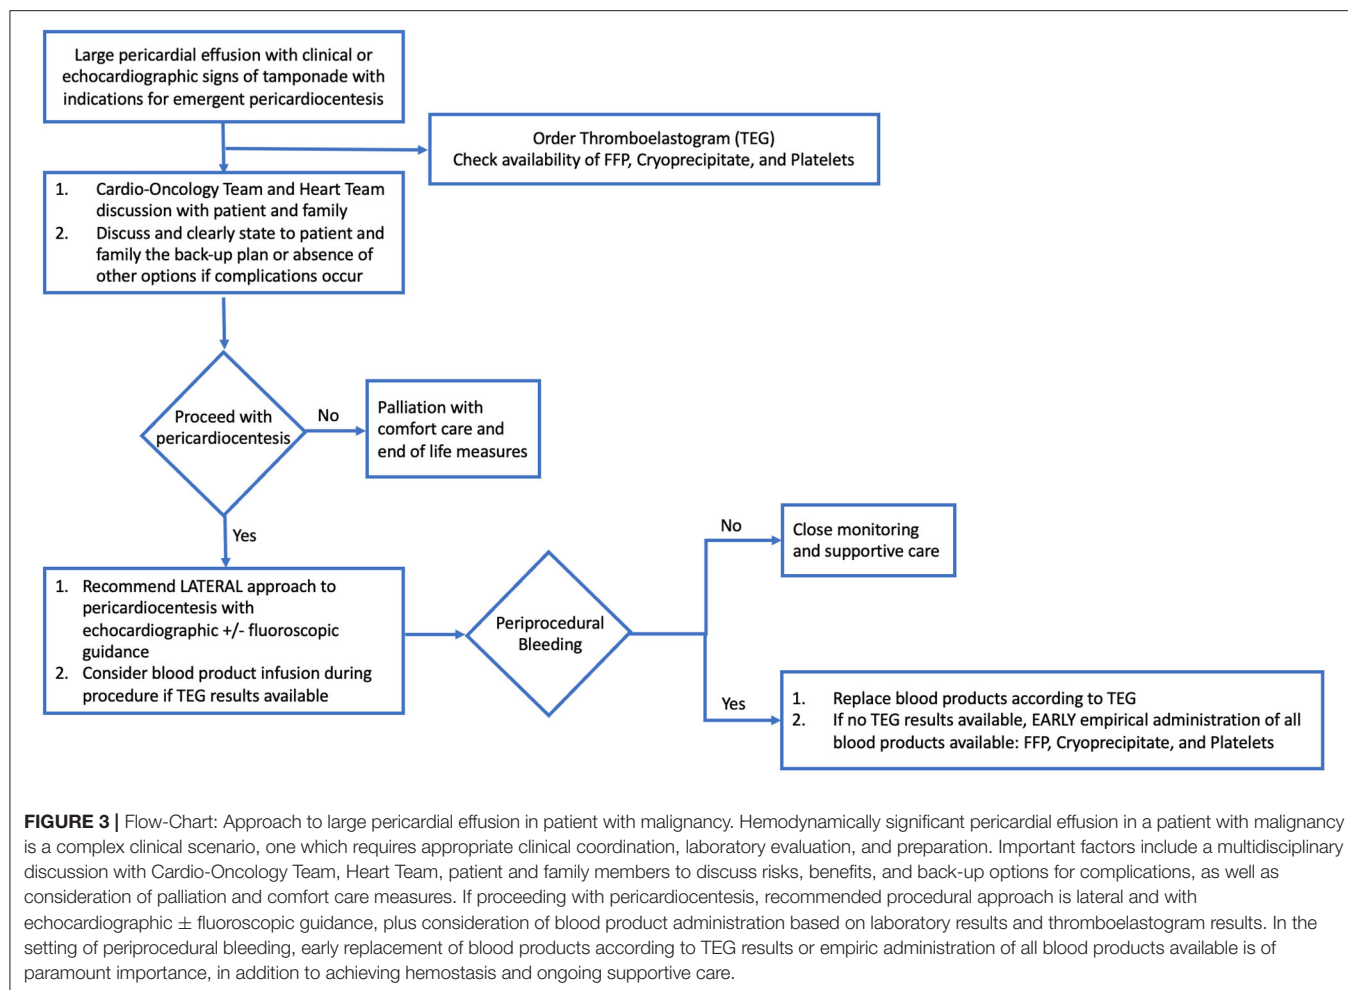 Large pericardial effusion with clinical or
echocardiographic signs of tamponade with
indications for emergent pericardiocentesis
Order Thromboelastogram (TEG)
Check availability of FFP, Cryoprecipitate, and Platelets
1. Cardio-Oncology Team and Heart Team
discussion with patient and family
2. Discuss and clearly state to patient and
family the back-up plan or absence of
other options if complications occur
Proceed with
pericardiocentesis
No
Palliation with
comfort care and
end of life measures
Yes
1. Recommend LATERAL approach to
pericardiocentesis with
echocardiographic +/- fluoroscopic
guidance
2. Consider blood product infusion during
procedure if TEG results available
Periprocedural
Bleeding
No
Close monitoring
and supportive care
Yes
1. Replace blood products according to TEG
2. If no TEG results available, EARLY empirical administration of all
blood products available: FFP, Cryoprecipitate, and Platelets
FIGURE 3 | Flow-Chart: Approach to large pericardial effusion in patient with malignancy. Hemodynamically significant pericardial effusion in a patient with malignancy
is a complex clinical scenario, one which requires appropriate clinical coordination, laboratory evaluation, and preparation. Important factors include a multidisciplinary
discussion with Cardio-Oncology Team, Heart Team, patient and family members to discuss risks, benefits, and back-up options for complications, as well as
consideration of palliation and comfort care measures. If proceeding with pericardiocentesis, recommended procedural approach is lateral and with
echocardiographic ± fluoroscopic guidance, plus consideration of blood product administration based on laboratory results and thromboelastogram results. In the
setting of periprocedural bleeding, early replacement of blood products according to TEG results or empiric administration of all blood products available is of
paramount importance, in addition to achieving hemostasis and ongoing supportive care.